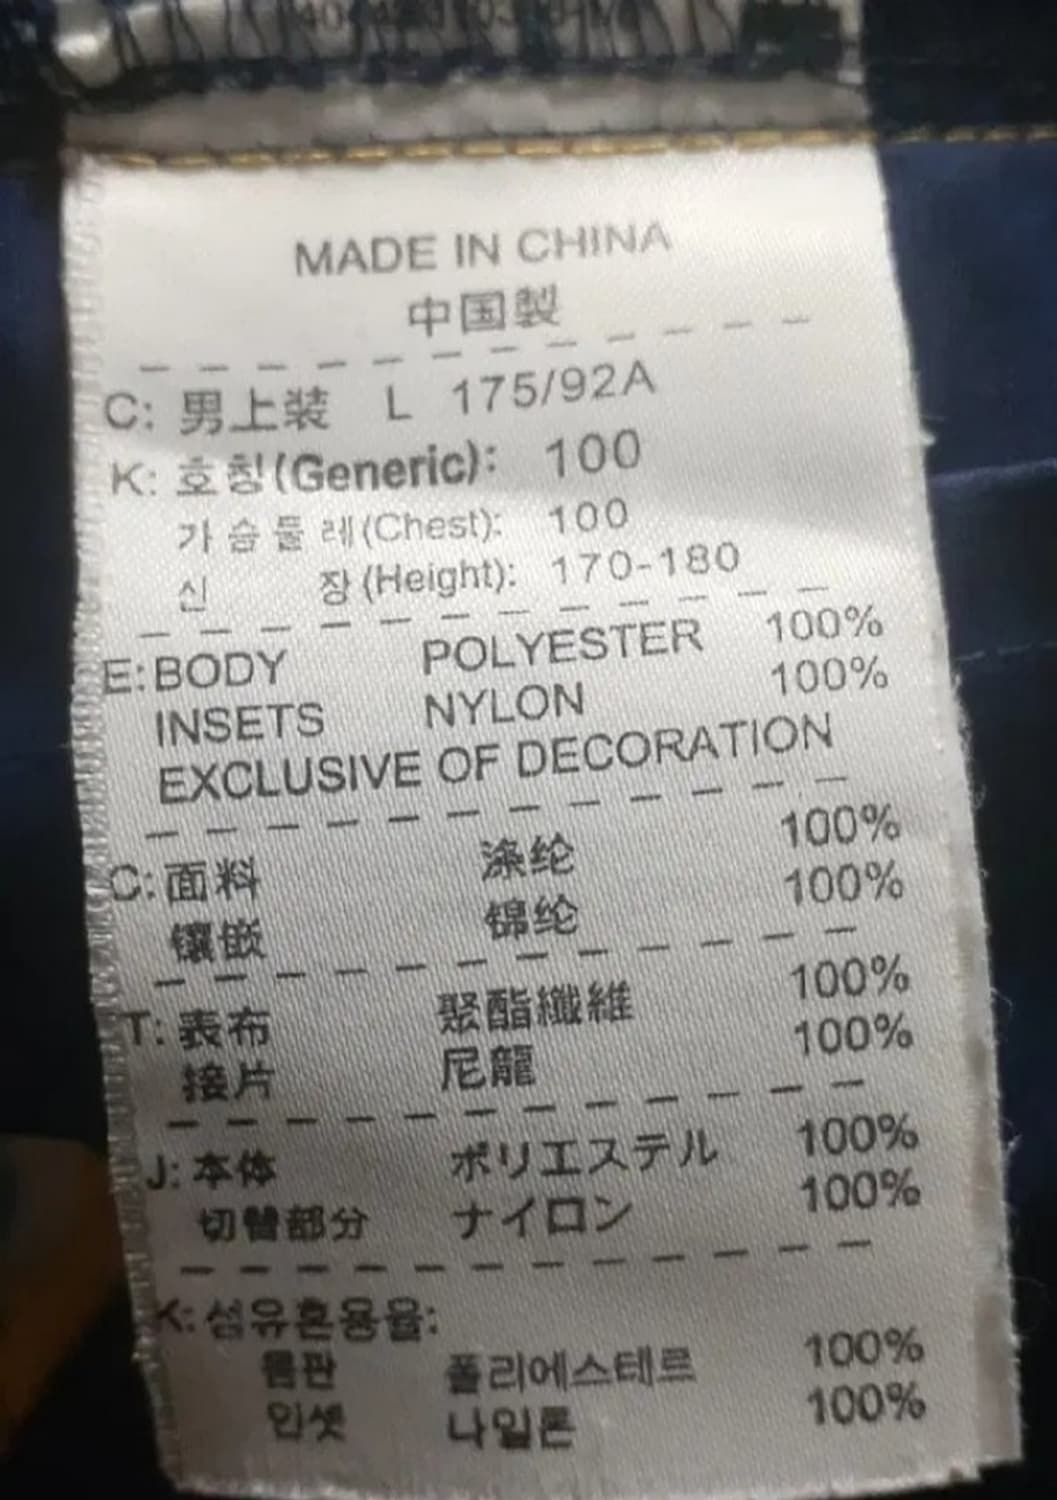 MADE IN CHINA
中国製
C: 男上装 L 175/92A
K: 호칭(Generic): 100
가슴둘레(Chest): 100
신 장(Height): 170-180
E:BODY POLYESTER 100%
INSETS NYLON 100%
EXCLUSIVE OF DECORATION
C:面料 涤纶 100%
镶嵌 锦纶 100%
T: 表布 聚酯纖維 100%
接片 尼龍 100%
J: 本体 ポリエステル 100%
切替部分 ナイロン 100%
K:섬유혼용율:
몸판 폴리에스테르 100%
인셋 나일론 100%